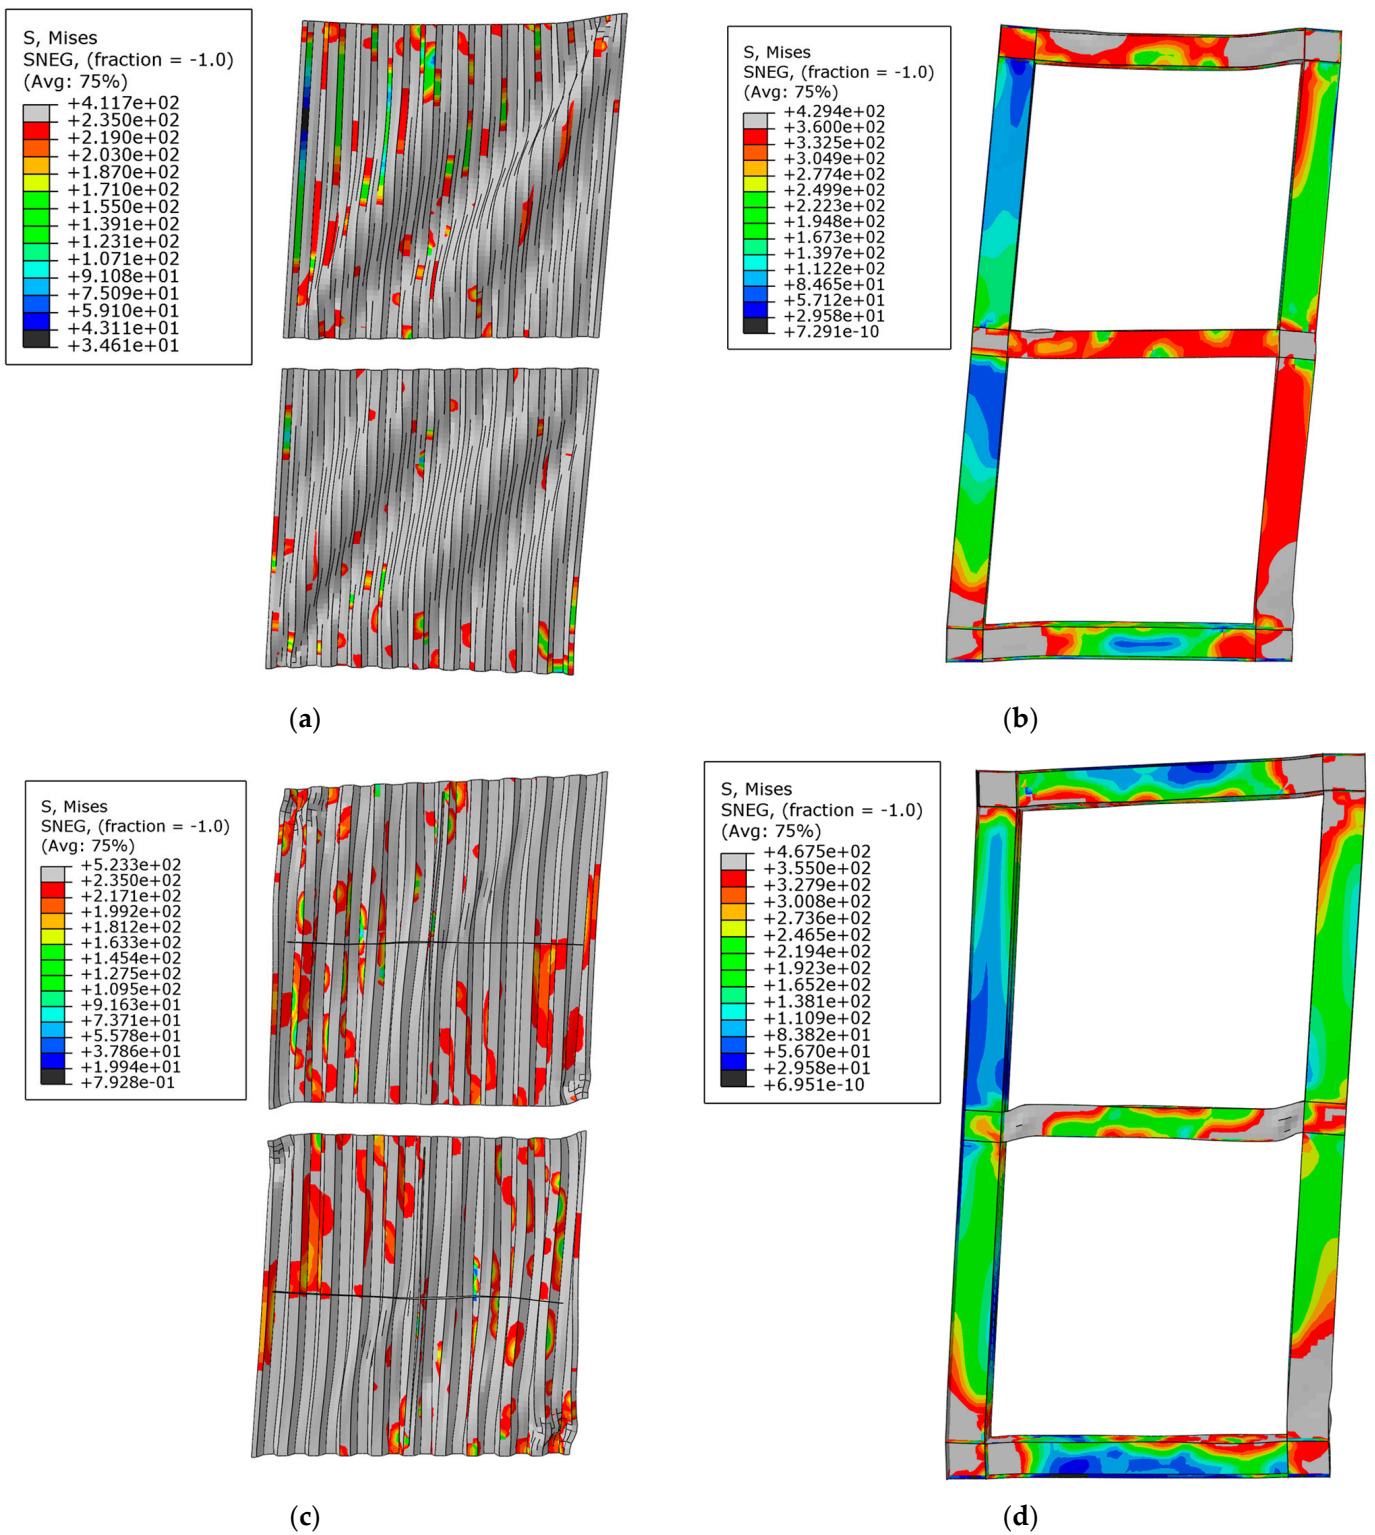 S, Mises
SNEG, (fraction = -1.0)
(Avg: 75%)
+4.117e+02
+2.350e+02
+2.190e+02
+2.030e+02
+1.870e+02
+1.710e+02
+1.550e+02
+1.391e+02
+1.231e+02
+1.071e+02
+9.108e+01
+7.509e+01
+5.910e+01
+4.311e+01
+3.461e+01
(a)
S, Mises
SNEG, (fraction = -1.0)
(Avg: 75%)
+4.294e+02
+3.600e+02
+3.325e+02
+3.049e+02
+2.774e+02
+2.499e+02
+2.223e+02
+1.948e+02
+1.673e+02
+1.397e+02
+1.122e+02
+8.465e+01
+5.712e+01
+2.958e+01
+7.291e-10
(b)
S, Mises
SNEG, (fraction = -1.0)
(Avg: 75%)
+5.233e+02
+2.350e+02
+2.171e+02
+1.992e+02
+1.812e+02
+1.633e+02
+1.454e+02
+1.275e+02
+1.095e+02
+9.163e+01
+7.371e+01
+5.578e+01
+3.786e+01
+1.994e+01
+7.928e-01
(c)
S, Mises
SNEG, (fraction = -1.0)
(Avg: 75%)
+4.675e+02
+3.550e+02
+3.279e+02
+3.008e+02
+2.736e+02
+2.465e+02
+2.194e+02
+1.923e+02
+1.652e+02
+1.381e+02
+1.109e+02
+8.382e+01
+5.670e+01
+2.958e+01
+6.951e-10
(d)